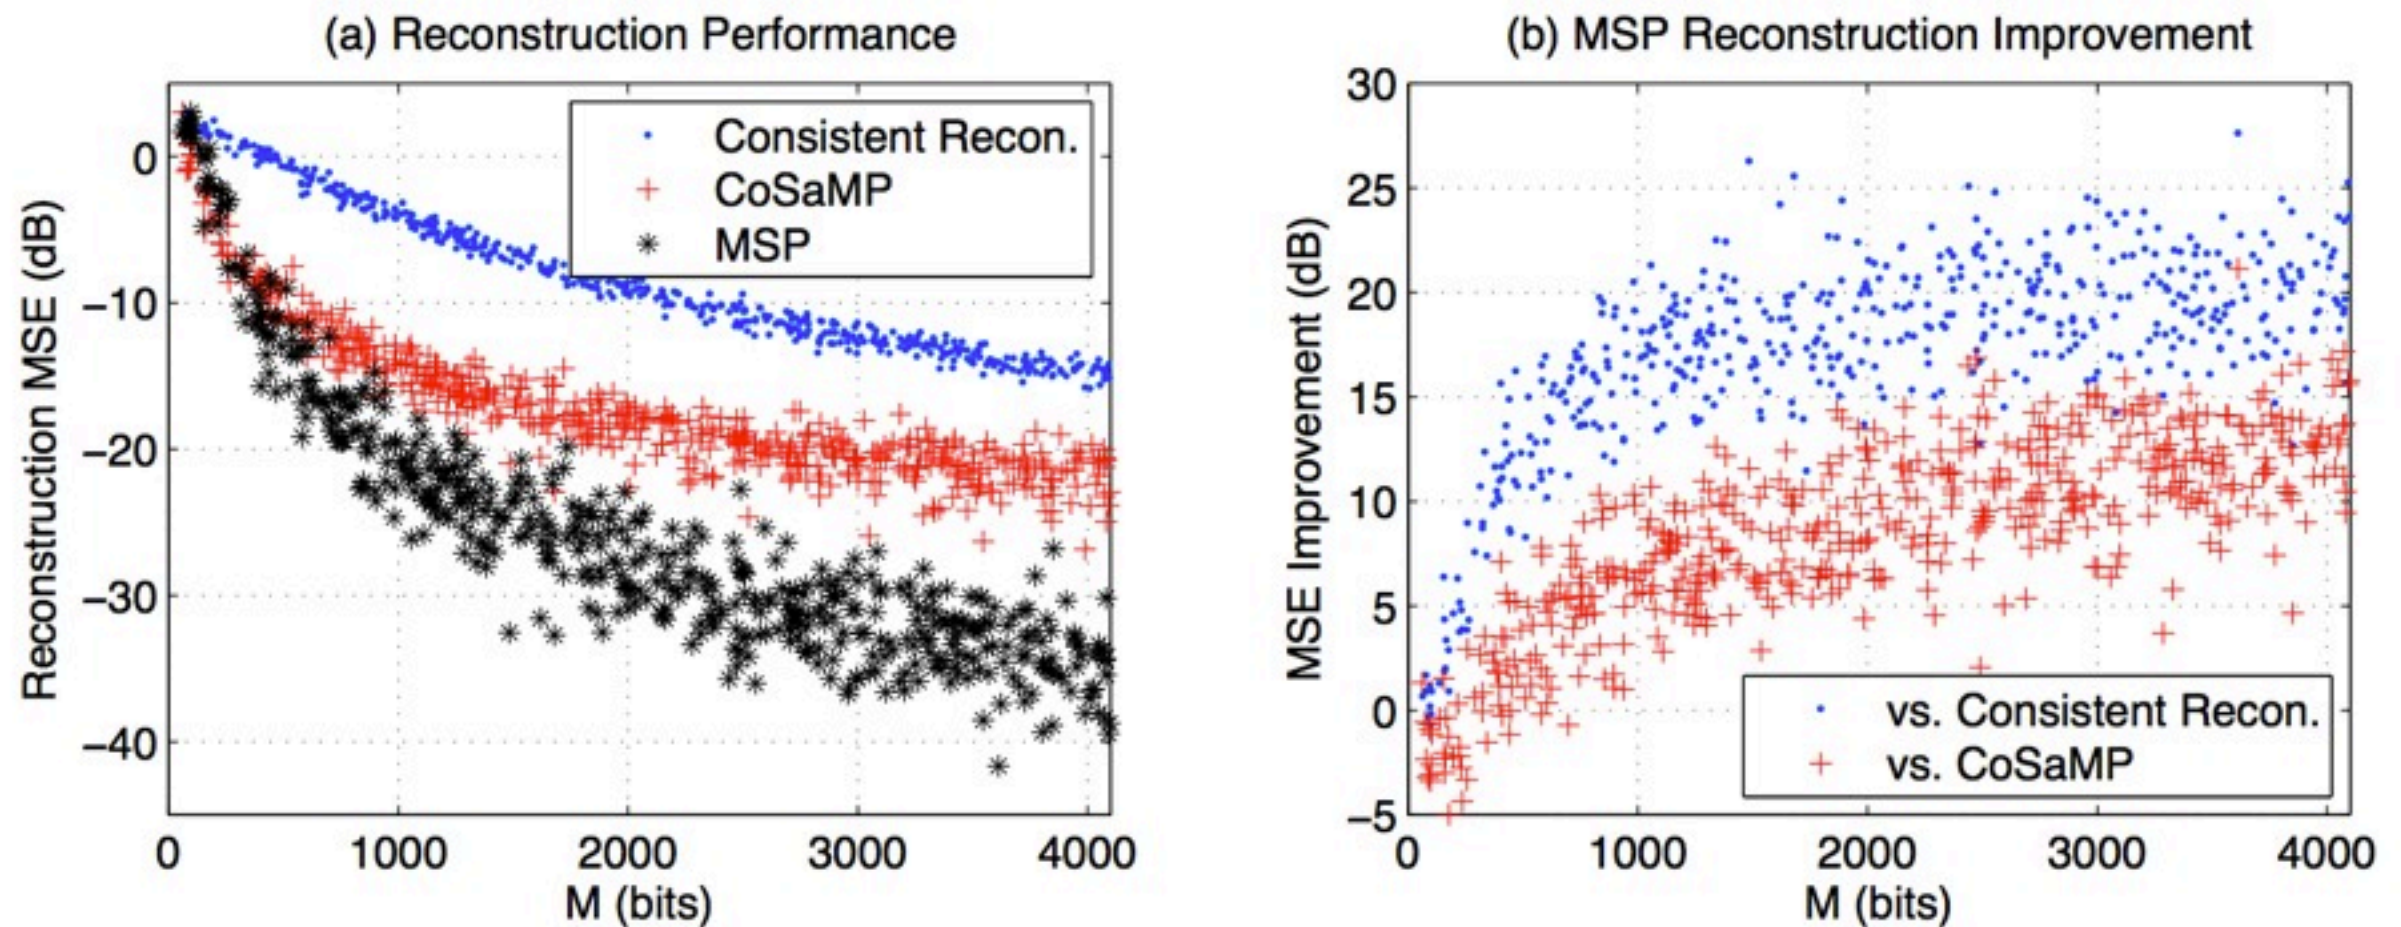 (a) Reconstruction Performance
Reconstruction MSE (dB)
0
−10
−20
−30
−40
Consistent Recon.
CoSaMP
MSP
0 1000 2000 3000 4000
M (bits)
(b) MSP Reconstruction Improvement
MSE Improvement (dB)
30
25
20
15
10
5
0
−5
vs. Consistent Recon.
vs. CoSaMP
0 1000 2000 3000 4000
M (bits)